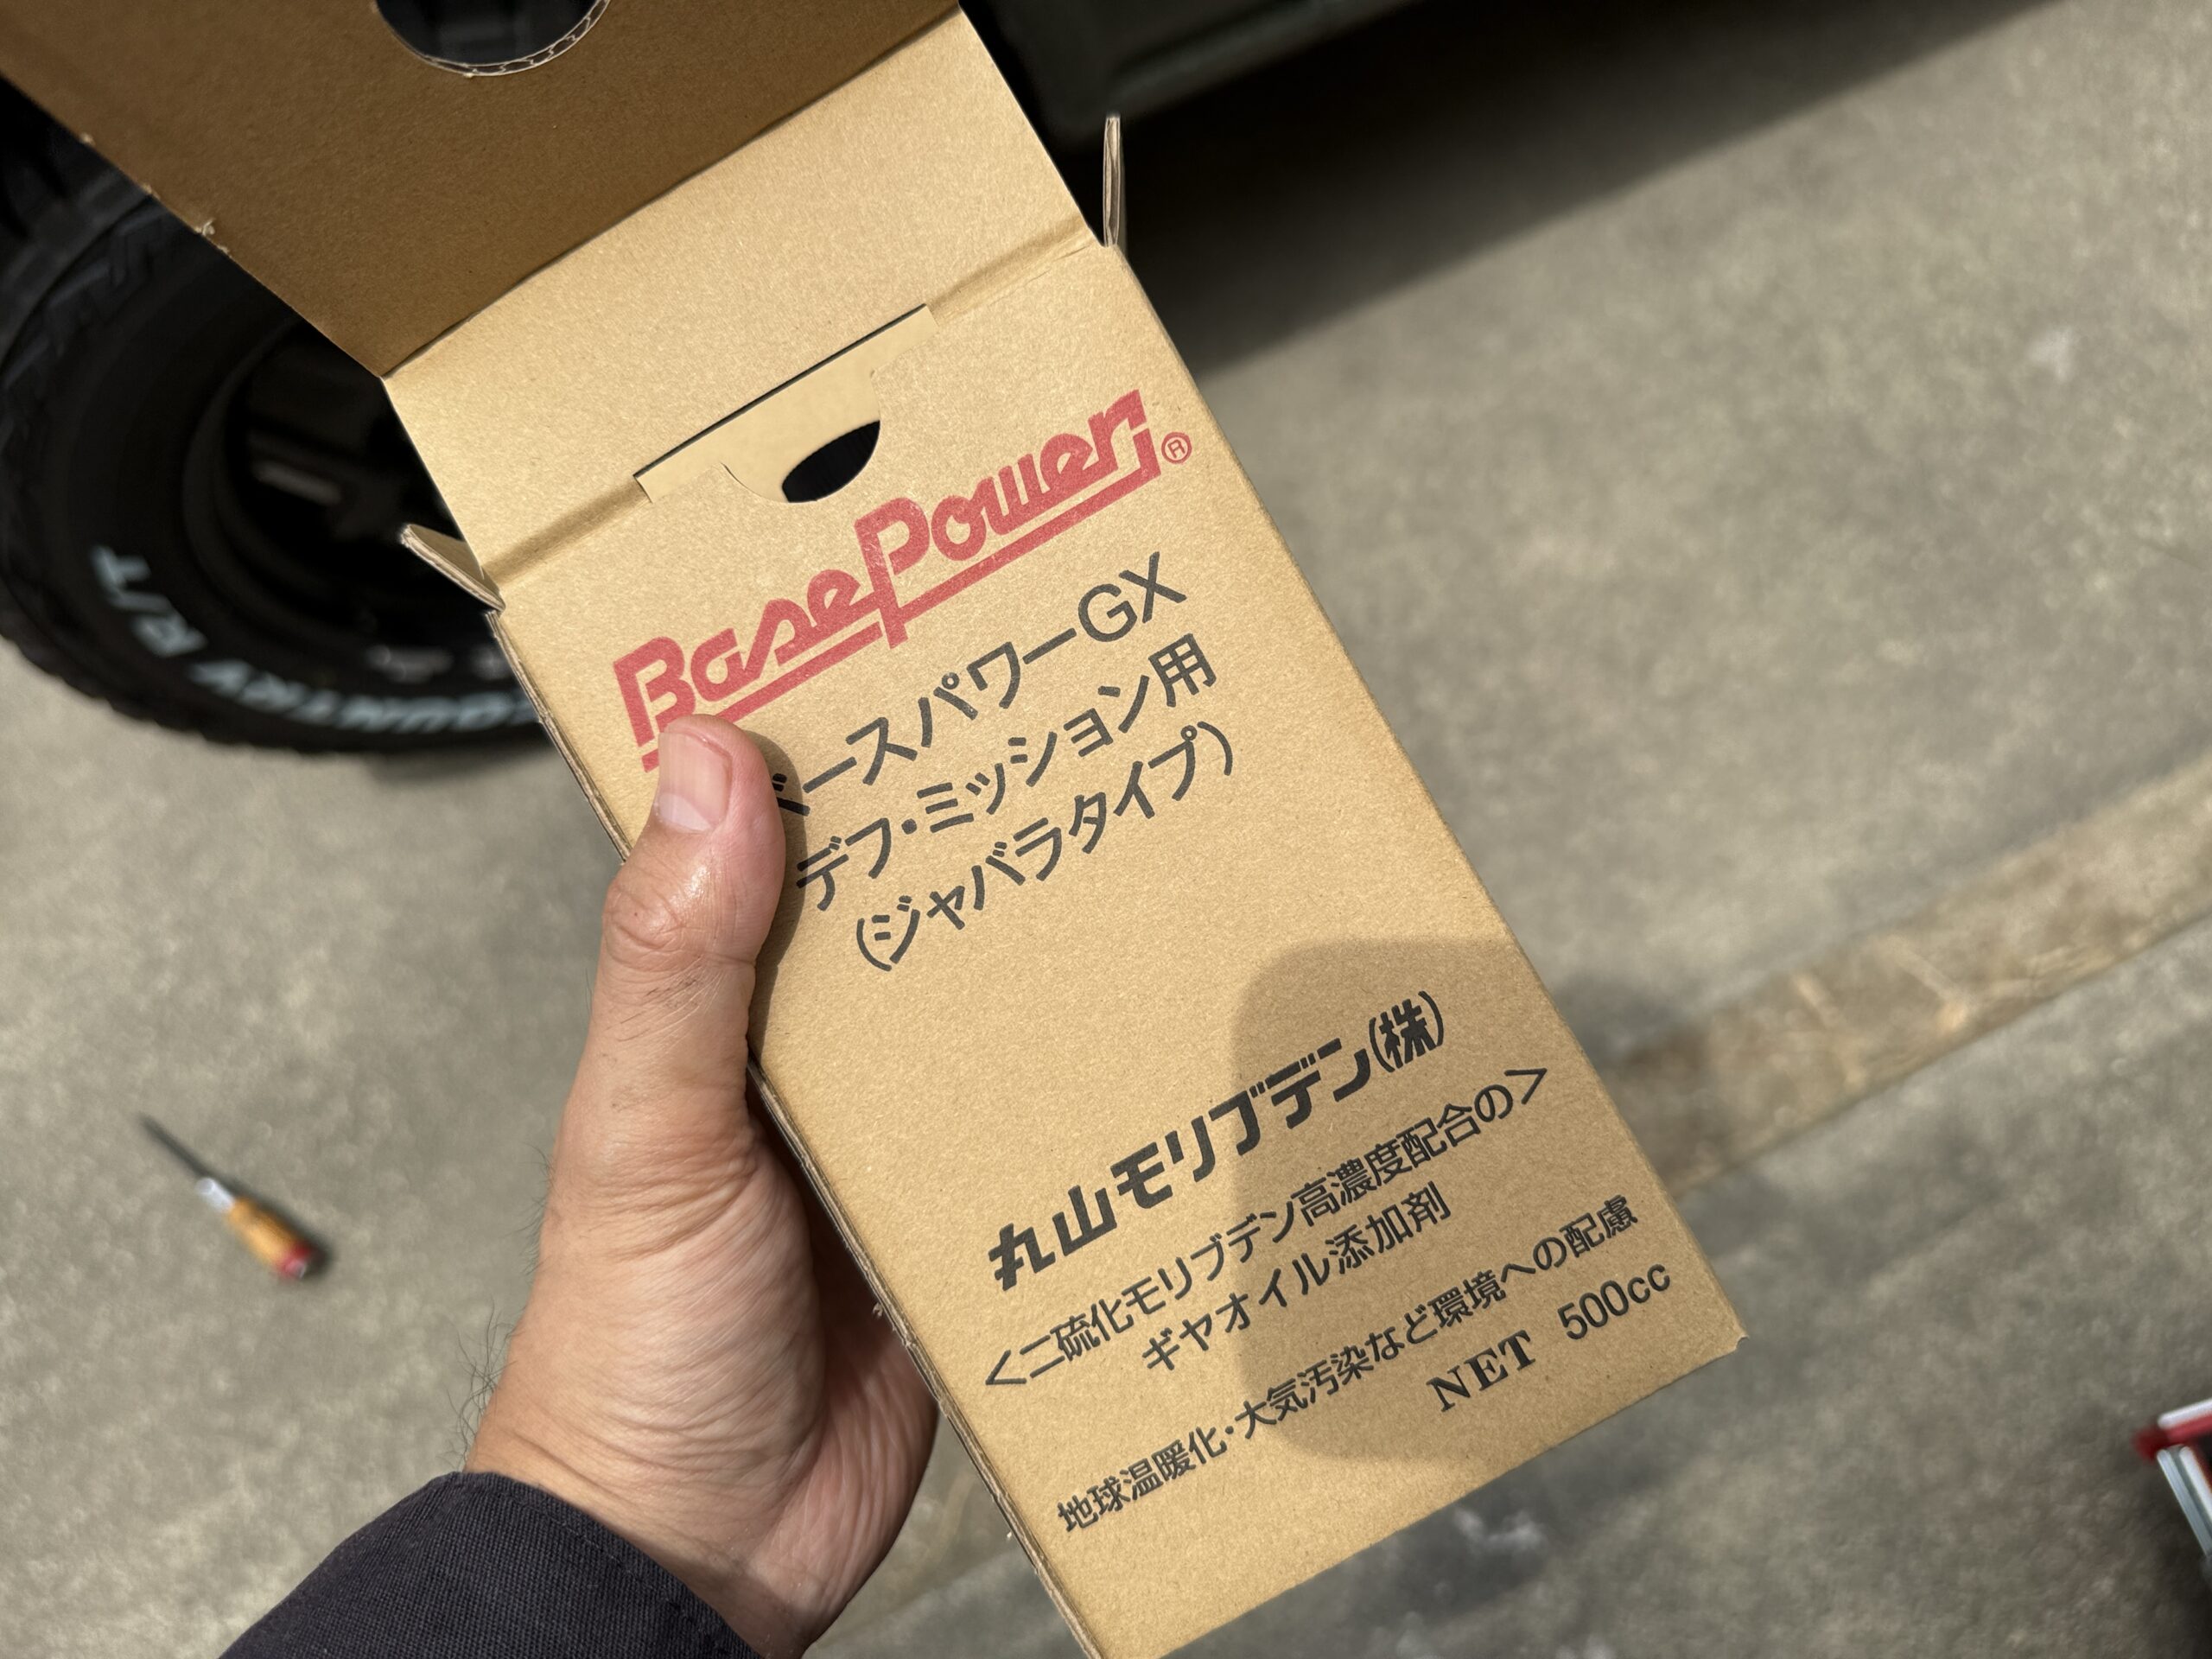 BasePower®
ベースパワーGX
デフ・ミッション用
(ジャバラタイプ)
丸山モリブデン(株)
<二硫化モリブデン高濃度配合の>
ギヤオイル添加剤
地球温暖化・大気汚染など環境への配慮
NET 500cc
COUNTRY R/T